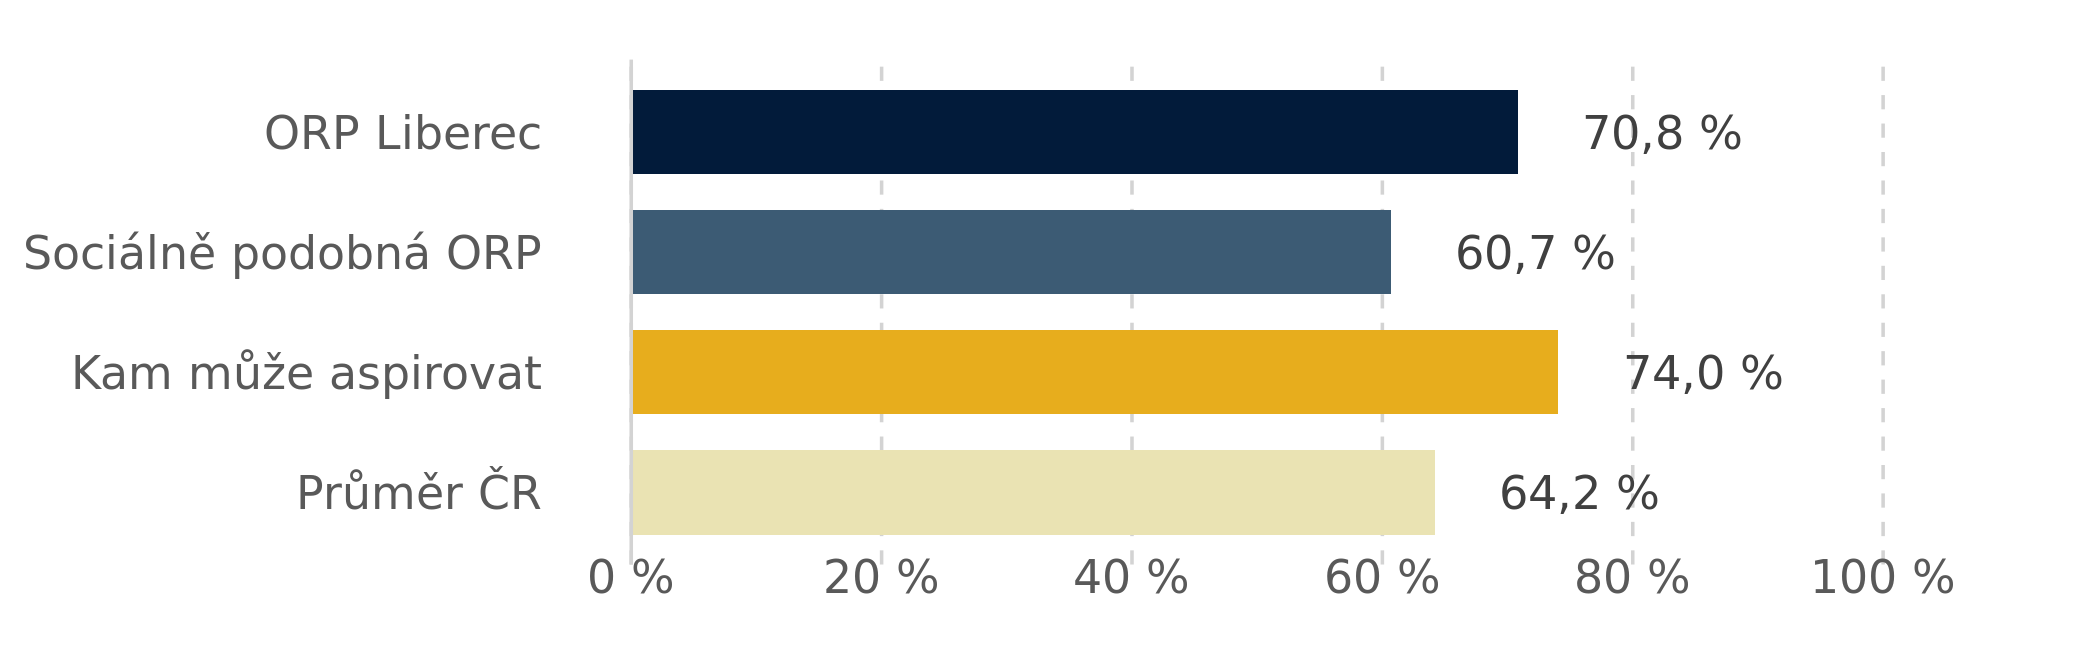 ORP Liberec 70,8 %
Sociálně podobná ORP 60,7 %
Kam může aspirovat 74,0 %
Průměr ČR 64,2 %
0 % 20 % 40 % 60 % 80 % 100 %